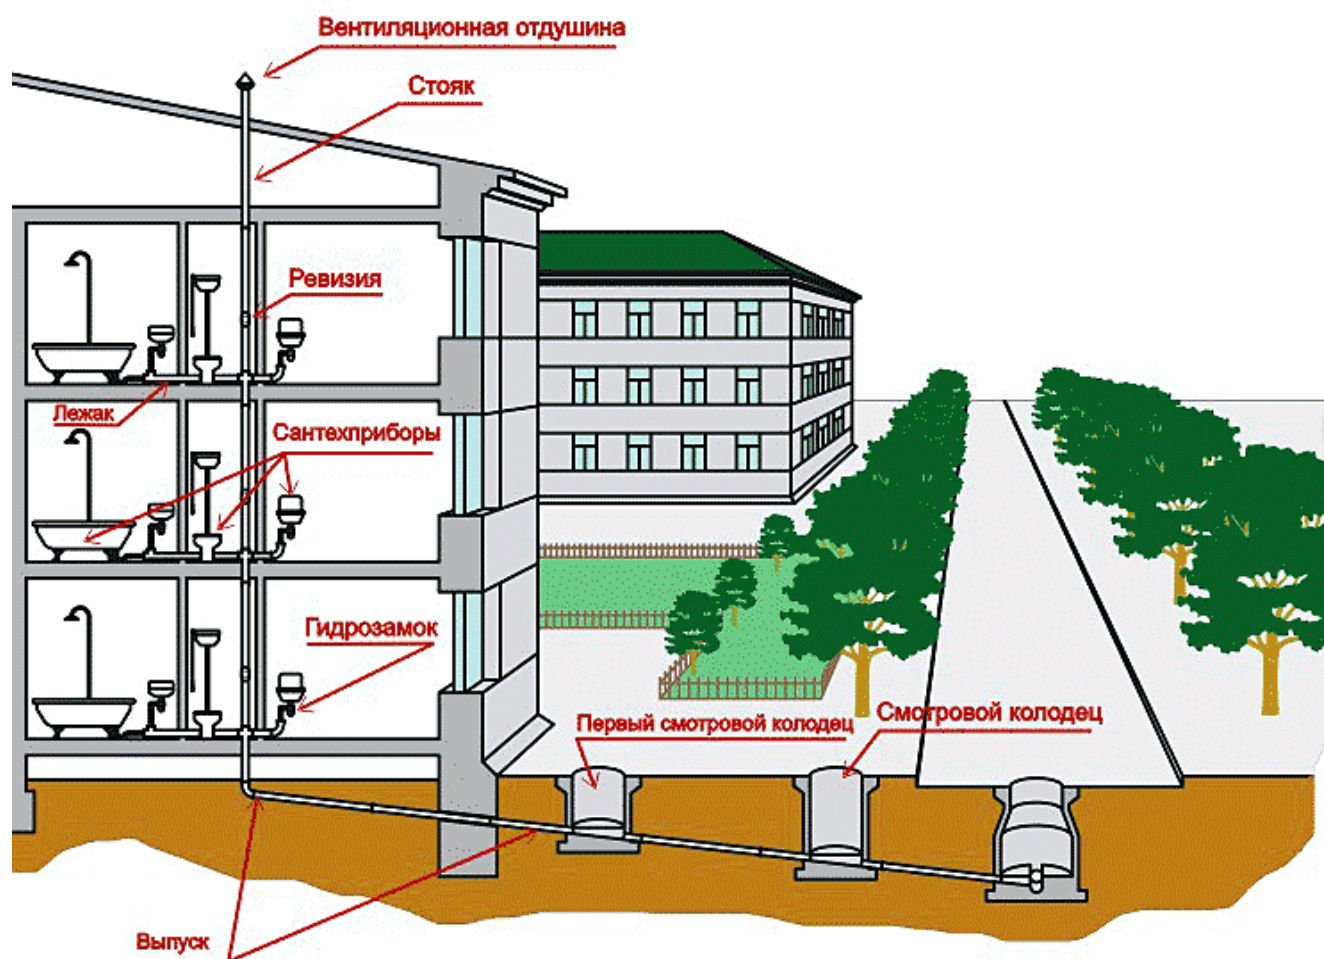 Вентиляционная отдушина
Стояк
Ревизия
Лежак
Сантехприборы
Гидрозамок
Первый смотровой колодец
Смотровой колодец
Выпуск